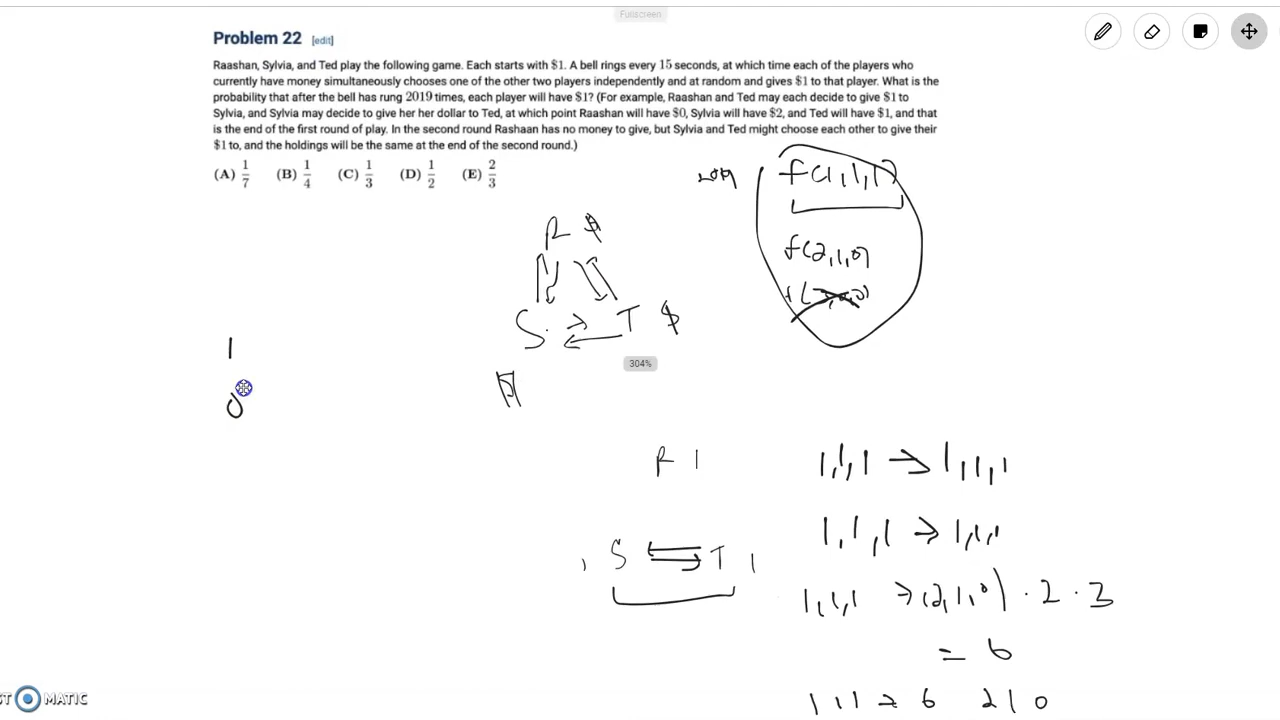 Fullscreen
Problem 22 [edit]
Raashan, Sylvia, and Ted play the following game. Each starts with $1. A bell rings every 15 seconds, at which time each of the players who
currently have money simultaneously chooses one of the other two players independently and at random and gives $1 to that player. What is the
probability that after the bell has rung 2019 times, each player will have $1? (For example, Raashan and Ted may each decide to give $1 to
Sylvia, and Sylvia may decide to give her her dollar to Ted, at which point Raashan will have $0, Sylvia will have $2, and Ted will have $1, and that
is the end of the first round of play. In the second round Rashaan has no money to give, but Sylvia and Ted might choose each other to give their
$1 to, and the holdings will be the same at the end of the second round.)
(A) 1/7 (B) 1/4 (C) 1/3 (D) 1/2 (E) 2/3
2019 f(1,1,1)
R $
f(2,1,0)
S T $
304%
1
0
R 1
1,1,1 → 1,1,1
1,1,1 → 1,1,1
1 S T 1
1,1,1 → (2,1,0) · 2 · 3
= 6
1 1 1 → 6 2 1 0
MATIC